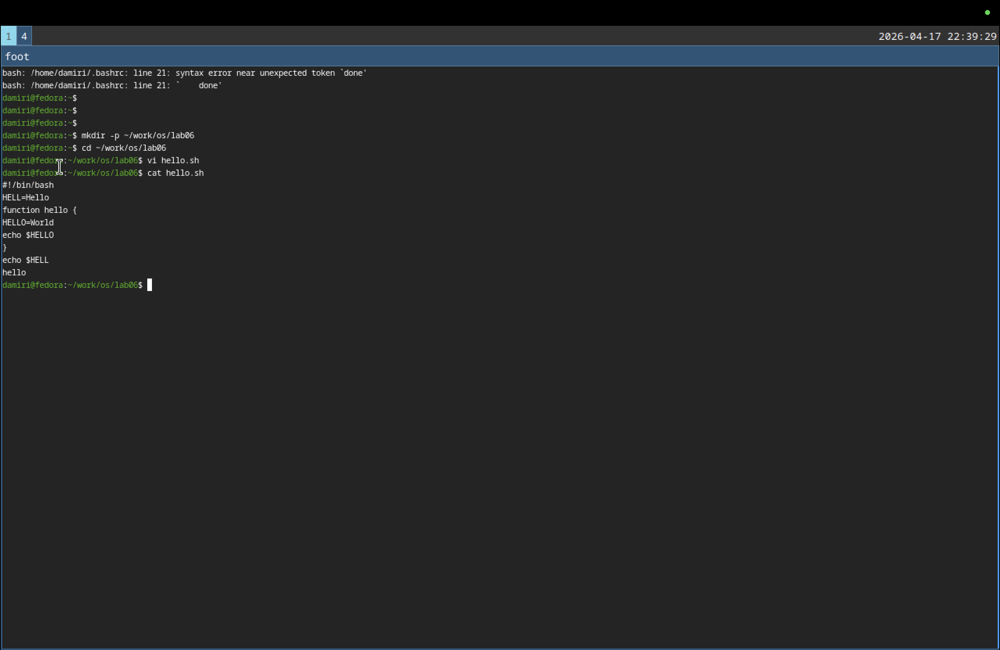 1 4 2026-04-17 22:39:29
foot
bash: /home/damiri/.bashrc: line 21: syntax error near unexpected token `done'
bash: /home/damiri/.bashrc: line 21: `    done'
damiri@fedora:~$
damiri@fedora:~$
damiri@fedora:~$
damiri@fedora:~$ mkdir -p ~/work/os/lab06
damiri@fedora:~$ cd ~/work/os/lab06
damiri@fedora:~/work/os/lab06$ vi hello.sh
damiri@fedora:~/work/os/lab06$ cat hello.sh
#!/bin/bash
HELL=Hello
function hello {
HELLO=World
echo $HELLO
}
echo $HELL
hello
damiri@fedora:~/work/os/lab06$